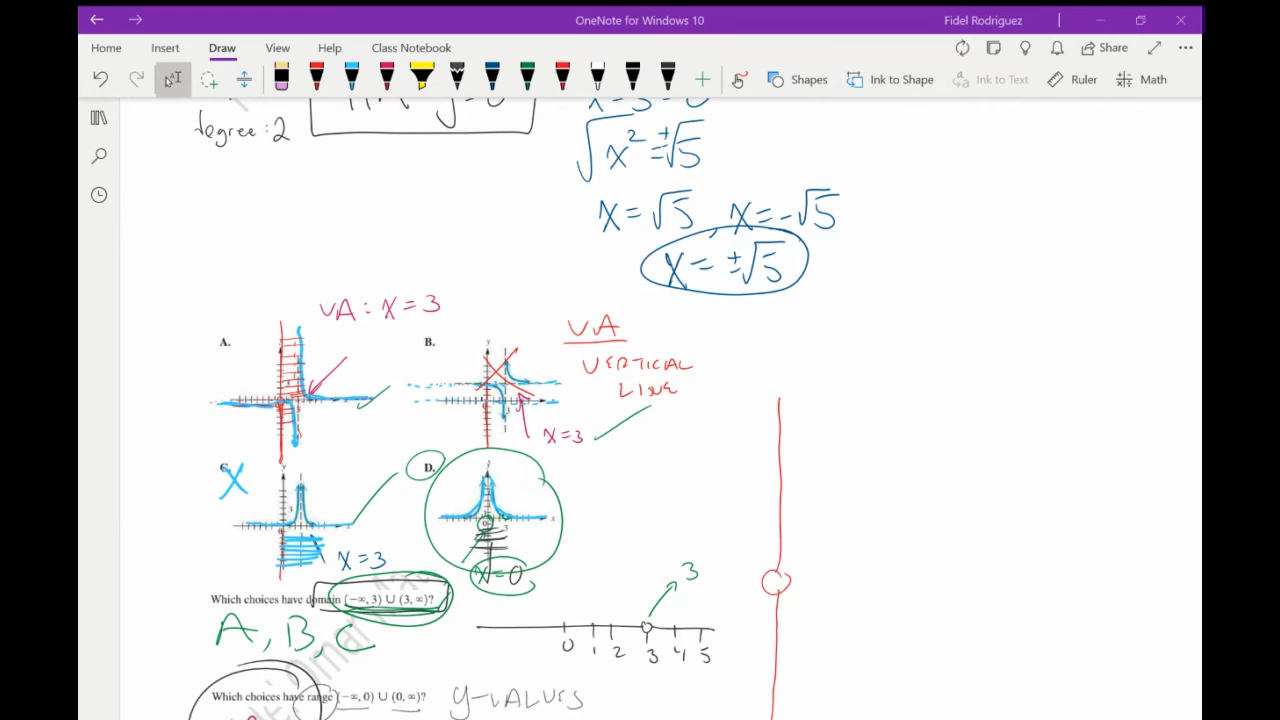 OneNote for Windows 10
Fidel Rodriguez
Home Insert Draw View Help Class Notebook
Share
Shapes Ink to Shape Ink to Text Ruler Math
degree : 2
√x² = ±√5
x = √5 , x = -√5
x = ±√5
VA : x = 3
A.
B.
VA
VERTICAL
LINE
x = 3
C.
D.
x = 3
x = 0
Which choices have domain (−∞, 3) ∪ (3, ∞)?
A, B, C
3
0 1 2 3 4 5
Which choices have range (−∞, 0) ∪ (0, ∞)?
y-VALUES